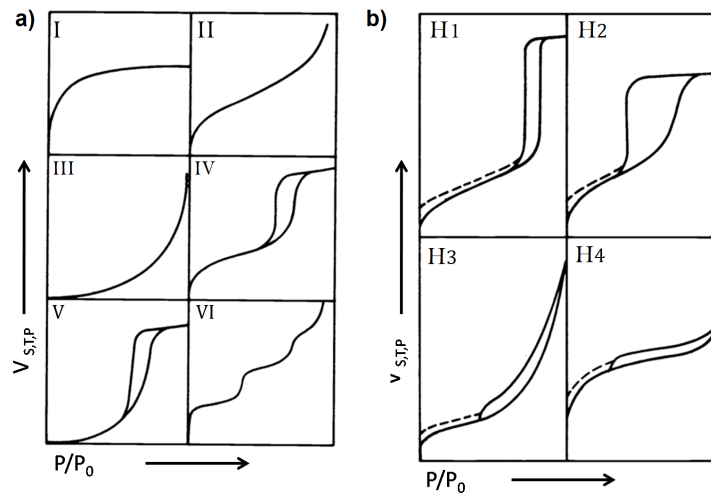 a)
I
II
III
IV
V
VI
V S,T,P
P/P0
b)
H1
H2
H3
H4
V S,T,P
P/P0